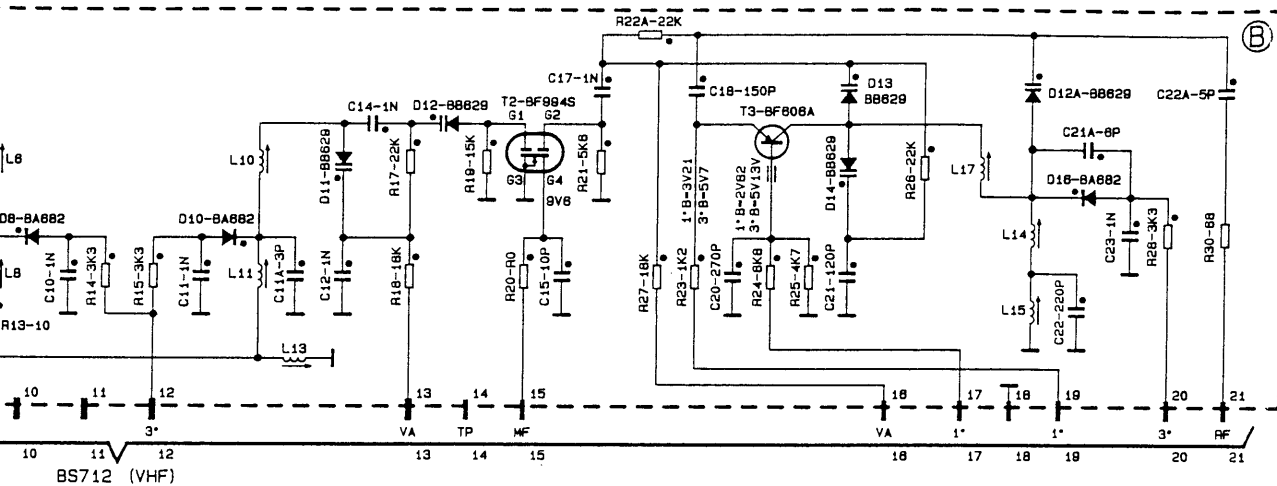 R22A-22K
B
C17-1N
C18-150P
D13
BB629
D12A-BB629
C22A-5P
C14-1N
D12-BB629
T2-BF994S
G1
G2
T3-BF606A
C21A-6P
L6
L10
D11-BB629
R17-22K
R19-15K
G3
G4
9V6
R21-5K6
1° B=3V21
3° B=5V7
1° B=2V82
3° B=5V13V
D14-BB629
R26-22K
L17
D16-BA682
D8-BA682
D10-BA682
L8
C10-1N
R14-3K3
R15-3K3
C11-1N
L11
C11A-3P
C12-1N
R18-18K
R20-R0
C15-10P
R27-18K
R23-1K2
C20-270P
R24-6K8
R25-4K7
C21-120P
L14
L15
C22-220P
C23-1N
R28-3K3
R30-68
R13-10
L13
10
11
12
13
14
15
16
17
18
19
20
21
3°
VA
TP
MF
VA
1°
1°
3°
RF
10
11
12
13
14
15
16
17
18
19
20
21
BS712 (VHF)